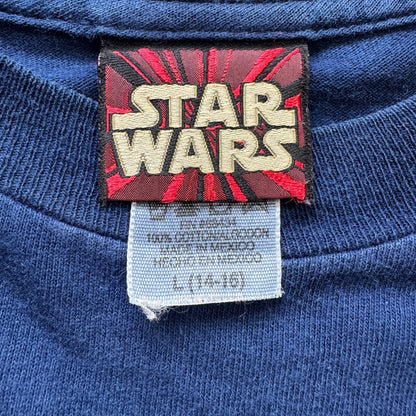 STAR
WARS
100% COTTON/ALGODON
MADE IN MEXICO
HECHO EN MEXICO
L (14-16)